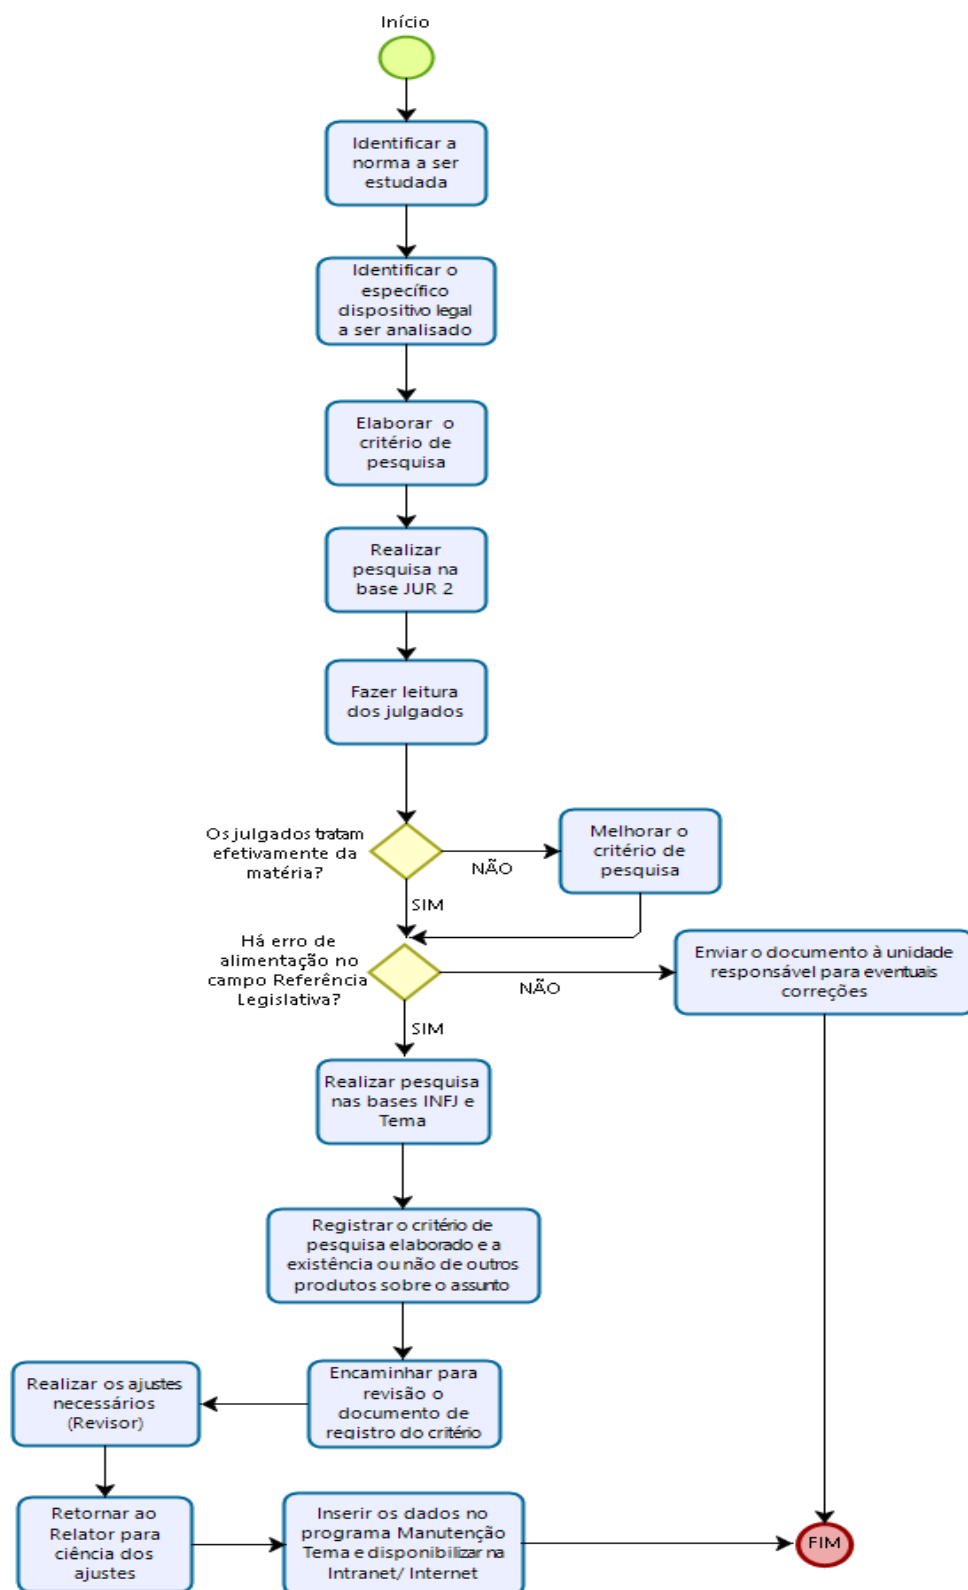 Início
Identificar a
norma a ser
estudada
Identificar o
específico
dispositivo legal
a ser analisado
Elaborar o
critério de
pesquisa
Realizar
pesquisa na
base JUR 2
Fazer leitura
dos julgados
Os julgados tratam
efetivamente da
matéria?
NÃO
Melhorar o
critério de
pesquisa
SIM
Há erro de
alimentação no
campo Referência
Legislativa?
NÃO
Enviar o documento à unidade
responsável para eventuais
correções
SIM
Realizar pesquisa
nas bases INFJ e
Tema
Registrar o critério de
pesquisa elaborado e a
existência ou não de outros
produtos sobre o assunto
Encaminhar para
revisão o
documento de
registro do critério
Realizar os ajustes
necessários
(Revisor)
Retornar ao
Relator para
ciência dos
ajustes
Inserir os dados no
programa Manutenção
Tema e disponibilizar na
Intranet/ Internet
FIM